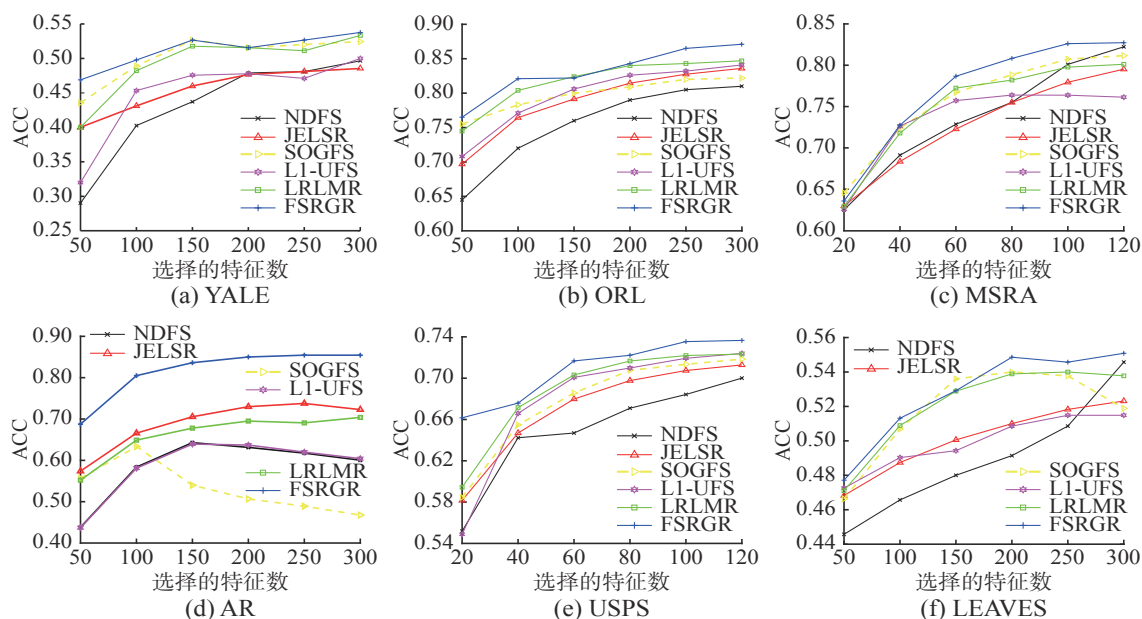 0.55
0.50
0.45
0.40
0.35
0.30
0.25
ACC
NDFS
JELSR
SOGFS
L1-UFS
LRLMR
FSRGR
50 100 150 200 250 300
选择的特征数
(a) YALE
0.90
0.85
0.80
0.75
0.70
0.65
0.60
ACC
NDFS
JELSR
SOGFS
L1-UFS
LRLMR
FSRGR
50 100 150 200 250 300
选择的特征数
(b) ORL
0.85
0.80
0.75
0.70
0.65
0.60
ACC
NDFS
JELSR
SOGFS
L1-UFS
LRLMR
FSRGR
20 40 60 80 100 120
选择的特征数
(c) MSRA
0.90
0.80
0.70
0.60
0.50
0.40
ACC
NDFS
JELSR
SOGFS
L1-UFS
LRLMR
FSRGR
50 100 150 200 250 300
选择的特征数
(d) AR
0.74
0.70
0.66
0.62
0.58
0.54
ACC
NDFS
JELSR
SOGFS
L1-UFS
LRLMR
FSRGR
20 40 60 80 100 120
选择的特征数
(e) USPS
0.56
0.54
0.52
0.50
0.48
0.46
0.44
ACC
NDFS
JELSR
SOGFS
L1-UFS
LRLMR
FSRGR
50 100 150 200 250 300
选择的特征数
(f) LEAVES